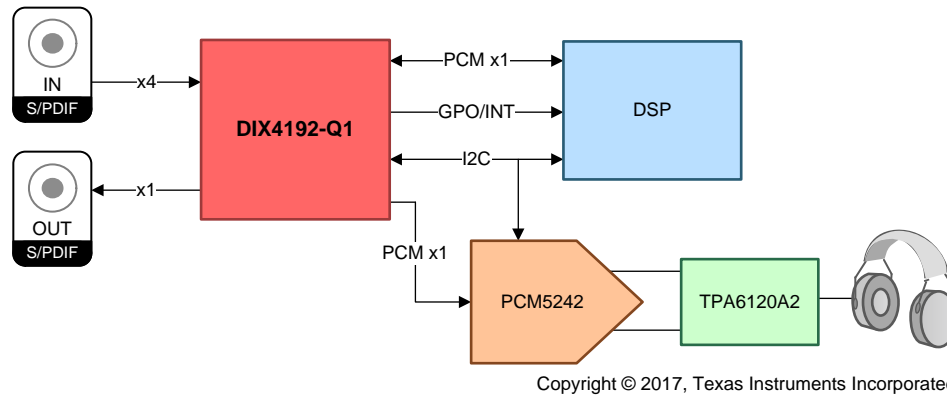 IN
S/PDIF
x4
DIX4192-Q1
PCM x1
GPO/INT
I2C
DSP
OUT
S/PDIF
x1
PCM x1
PCM5242
TPA6120A2
Copyright © 2017, Texas Instruments Incorporate